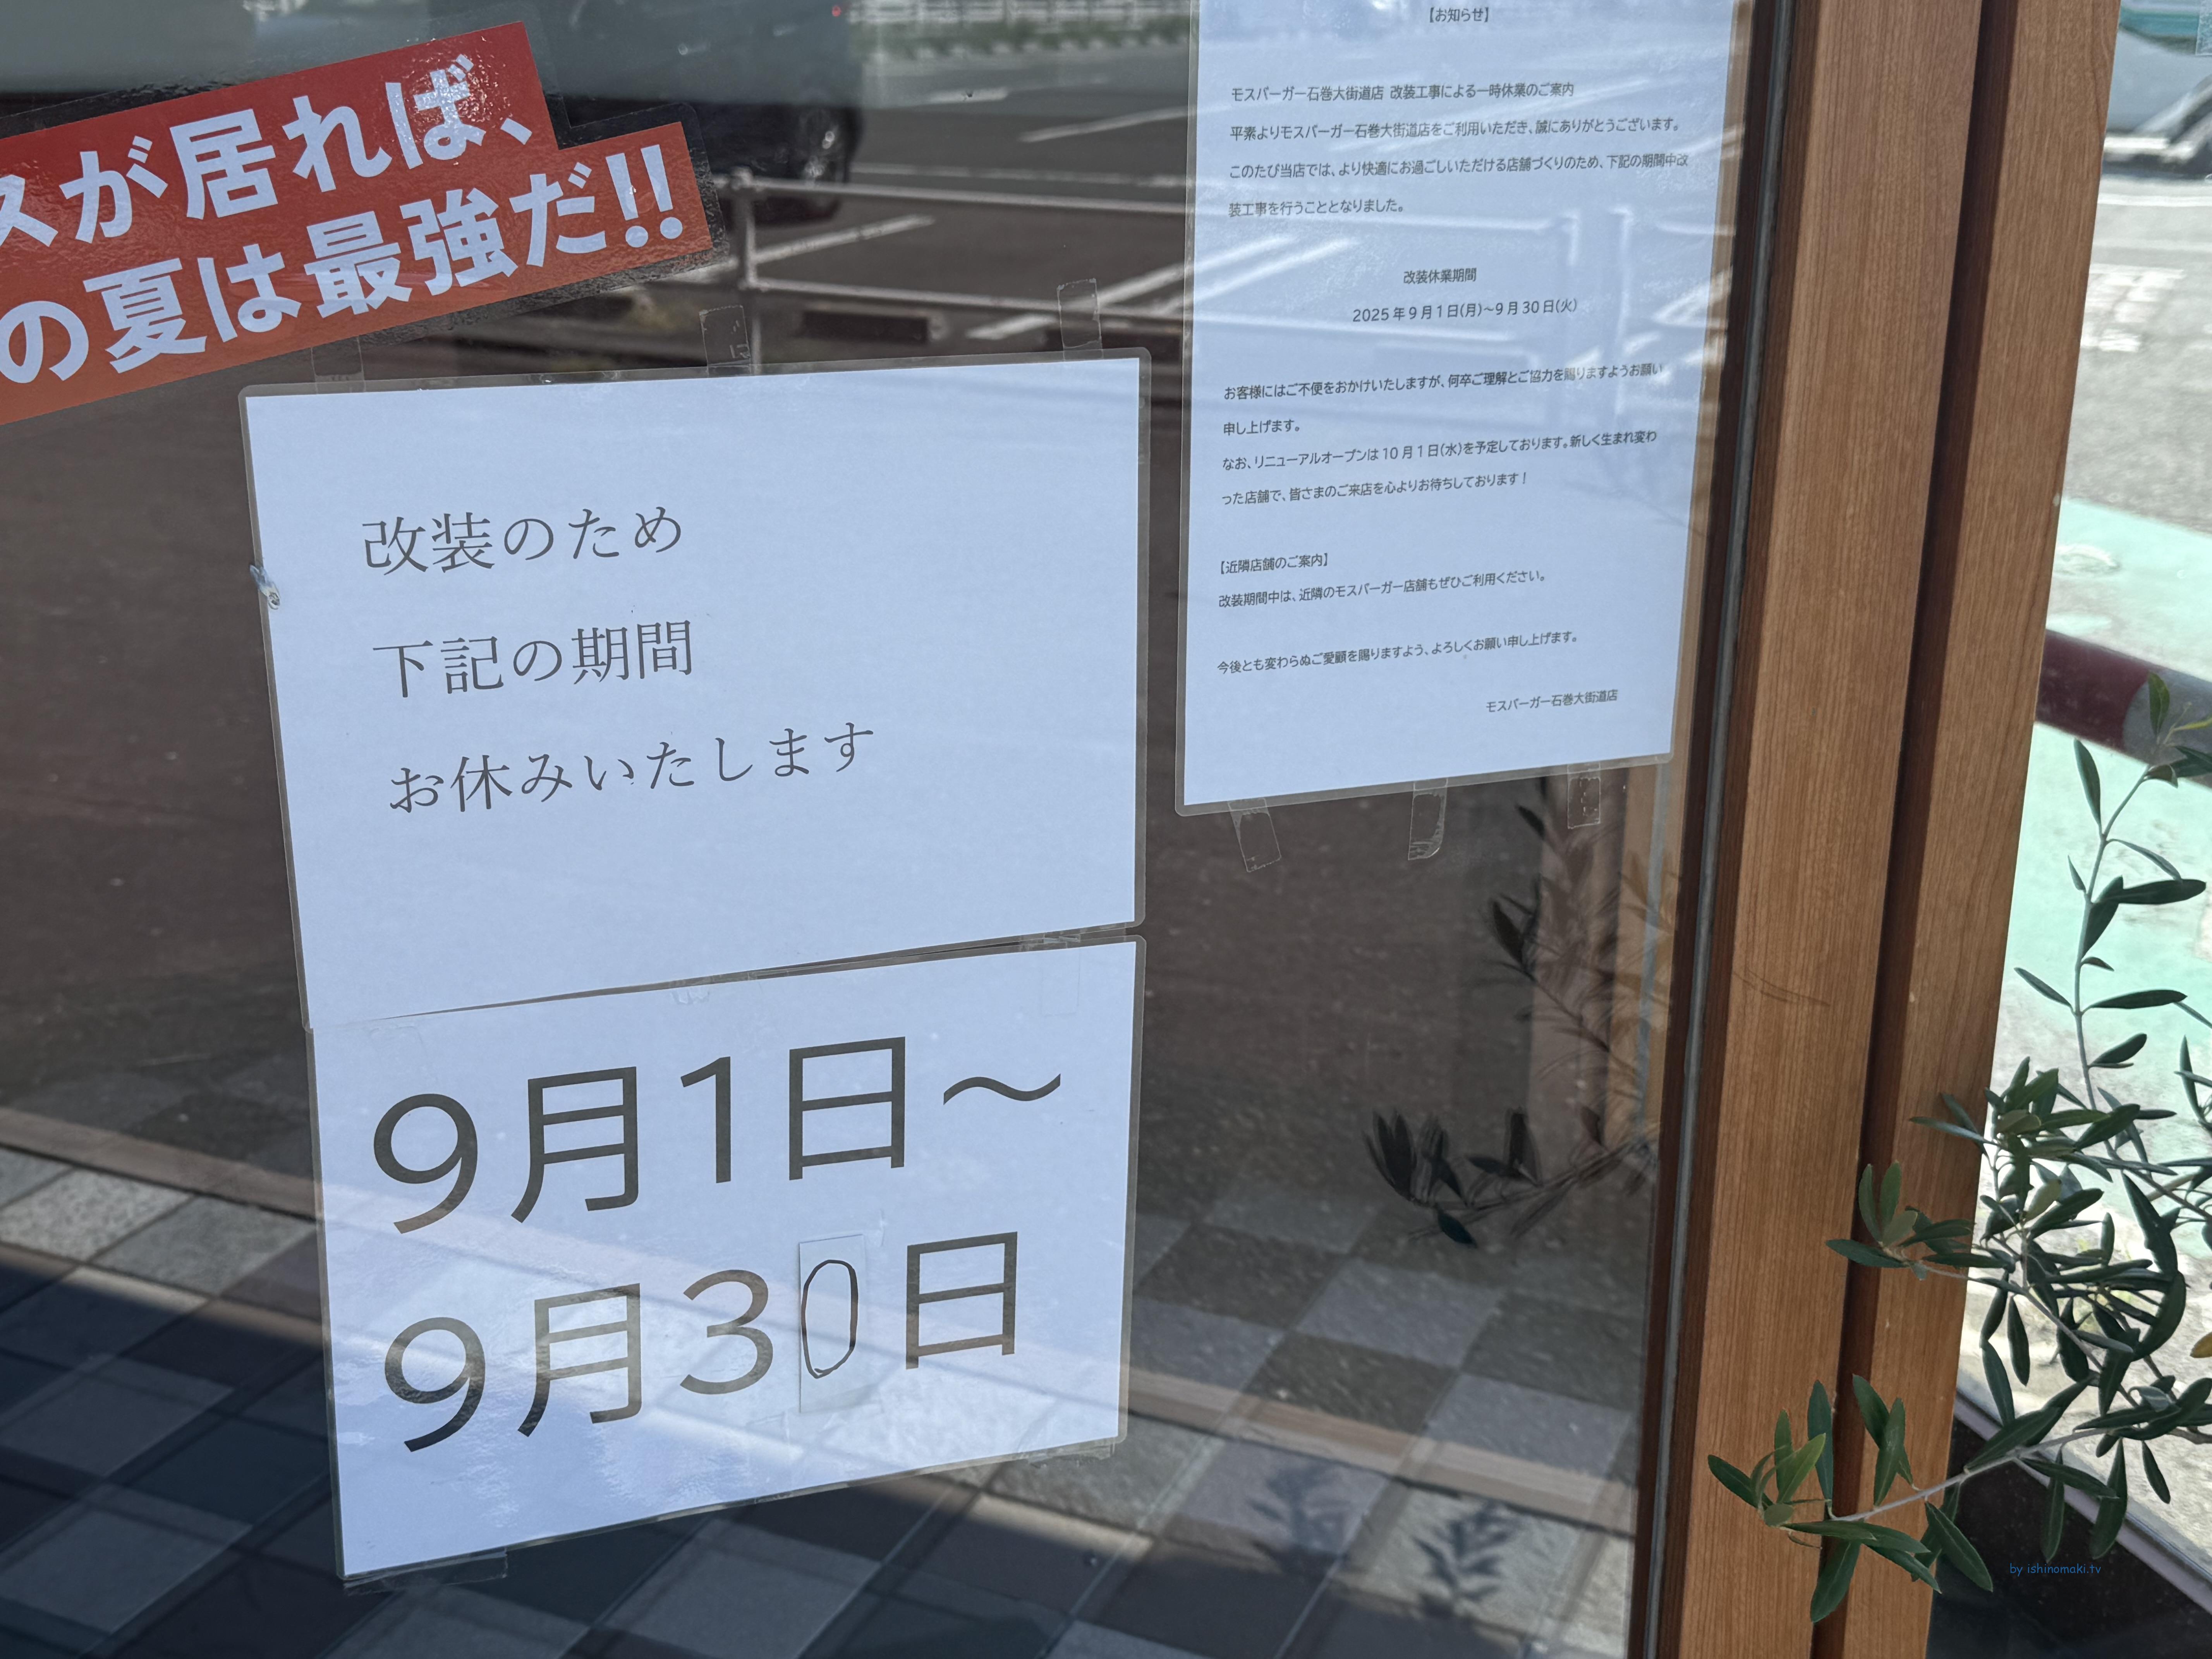 スが居れば、
の夏は最強だ!!
改装のため
下記の期間
お休みいたします
9月1日～
9月30日
【お知らせ】
モスバーガー石巻大街道店 改装工事による一時休業のご案内
平素よりモスバーガー石巻大街道店をご利用いただき、誠にありがとうございます。
このたび当店では、より快適にお過ごしいただける店舗づくりのため、下記の期間中改
装工事を行うこととなりました。
改装休業期間
2025年9月1日(月)～9月30日(火)
お客様にはご不便をおかけいたしますが、何卒ご理解とご協力を賜りますようお願い
申し上げます。
なお、リニューアルオープンは10月1日(水)を予定しております。新しく生まれ変わ
った店舗で、皆さまのご来店を心よりお待ちしております！
【近隣店舗のご案内】
改装期間中は、近隣のモスバーガー店舗もぜひご利用ください。
今後とも変わらぬご愛顧を賜りますよう、よろしくお願い申し上げます。
モスバーガー石巻大街道店
by ishinomaki.tv